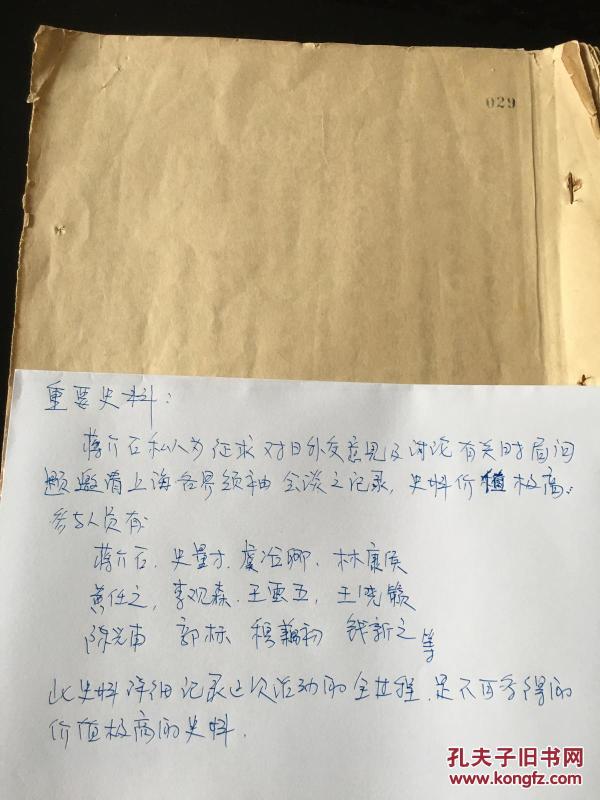 029
重要史料：
蒋介石私人为征求对日外交意见及讨论有关时局问
题邀请上海各界领袖会谈之记录，史料价值极高：
参与人员有
蒋介石、史量才、虞洽卿、林康侯
黄任之，李观森、王云五，王晓籁
陈光甫 郭标 穆藕初 钱新之等
此史料详细记录这次活动的全过程，是不可多得的
价值极高的史料．
孔夫子旧书网
www.kongfz.com